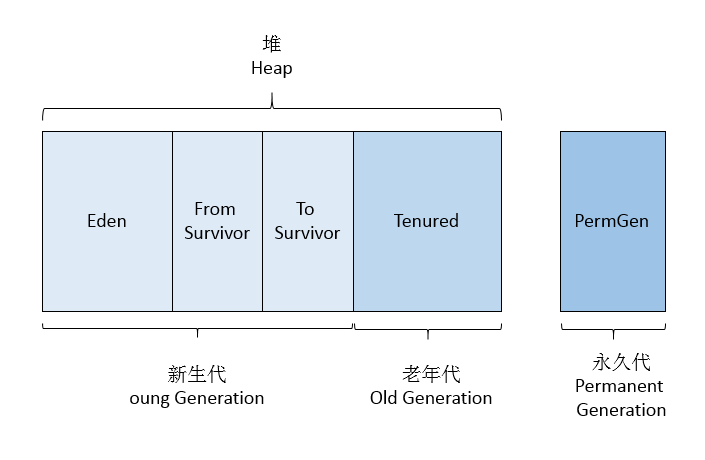 堆
Heap
Eden
From
Survivor
To
Survivor
Tenured
PermGen
新生代
oung Generation
老年代
Old Generation
永久代
Permanent
Generation